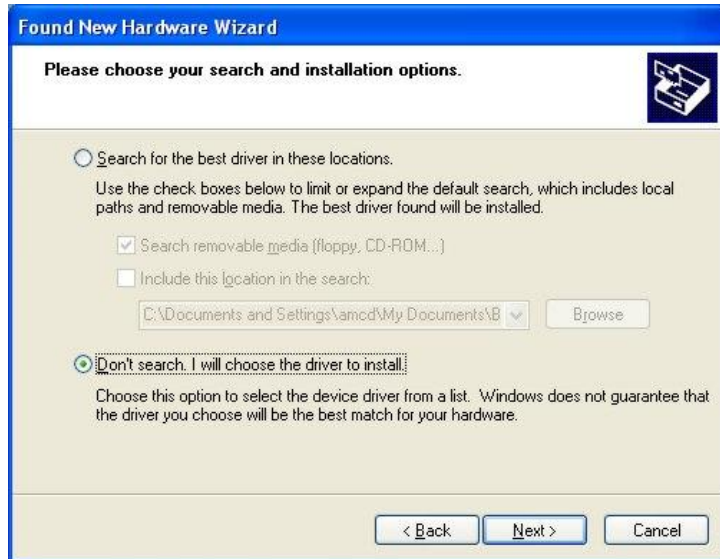 Found New Hardware Wizard
Please choose your search and installation options.
Search for the best driver in these locations.
Use the check boxes below to limit or expand the default search, which includes local
paths and removable media. The best driver found will be installed.
Search removable media (floppy, CD-ROM...)
Include this location in the search:
C:\Documents and Settings\amcd\My Documents\B
Browse
Don't search. I will choose the driver to install.
Choose this option to select the device driver from a list. Windows does not guarantee that
the driver you choose will be the best match for your hardware.
< Back Next > Cancel